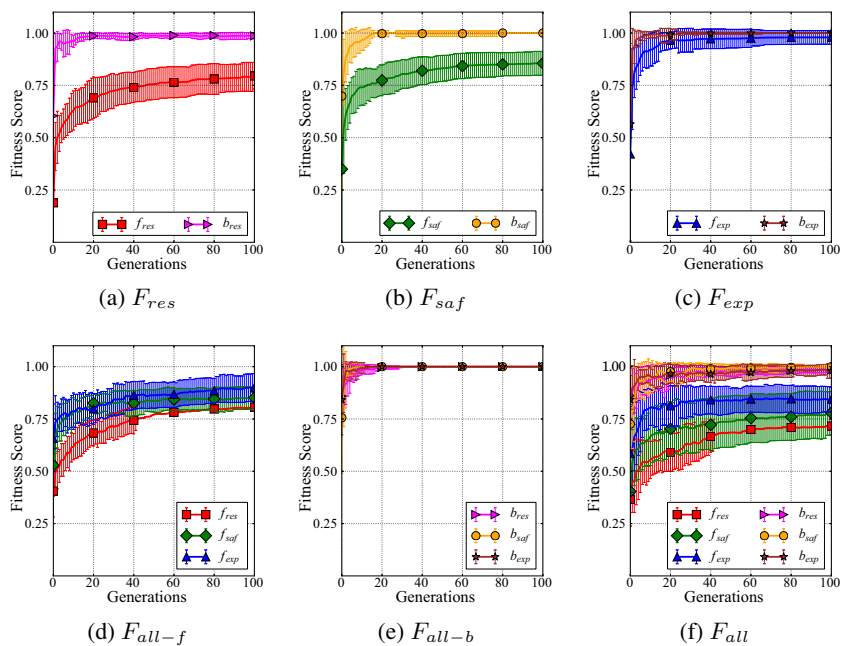 1.00 1.00 1.00
Fitness Score Fitness Score Fitness Score
0.75 0.75 0.75
0.50 0.50 0.50
0.25 0.25 0.25
f_res b_res f_saf b_saf f_exp b_exp
0 20 40 60 80 100 0 20 40 60 80 100 0 20 40 60 80 100
Generations Generations Generations
(a) F_res (b) F_saf (c) F_exp
1.00 1.00 1.00
Fitness Score Fitness Score Fitness Score
0.75 0.75 0.75
0.50 0.50 0.50
0.25 0.25 0.25
f_res b_res f_res b_res
f_saf b_saf f_saf b_saf
f_exp b_exp f_exp b_exp
0 20 40 60 80 100 0 20 40 60 80 100 0 20 40 60 80 100
Generations Generations Generations
(d) F_all−f (e) F_all−b (f) F_all